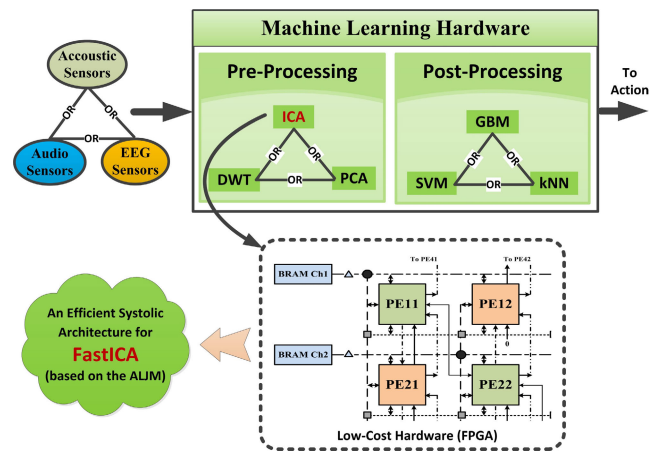 Machine Learning Hardware
Accoustic
Sensors
OR
OR
OR
Audio
Sensors
EEG
Sensors
Pre-Processing
ICA
OR
OR
DWT
OR
PCA
Post-Processing
GBM
OR
OR
SVM
OR
kNN
To
Action
BRAM Ch1
To PE41
To PE42
PE11
PE12
0
BRAM Ch2
PE21
PE22
Low-Cost Hardware (FPGA)
An Efficient Systolic
Architecture for
FastICA
(based on the ALJM)